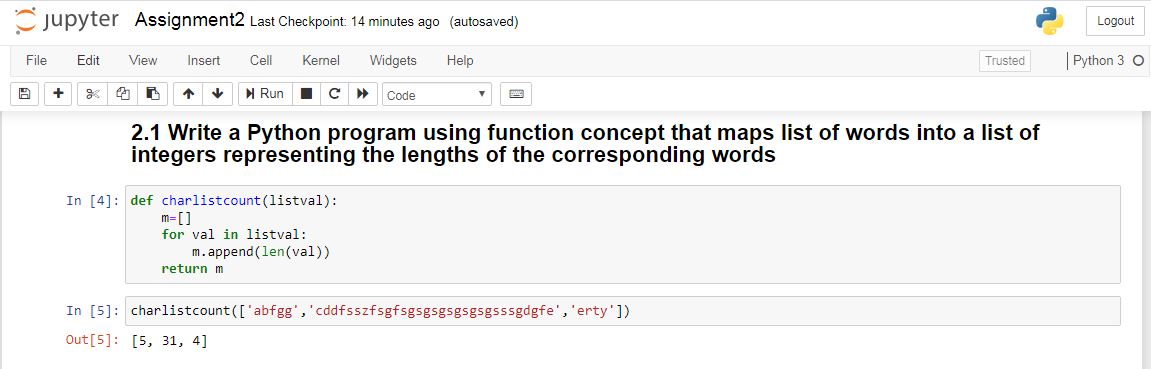 jupyter Assignment2 Last Checkpoint: 14 minutes ago (autosaved) Logout
File Edit View Insert Cell Kernel Widgets Help Trusted Python 3
Run Code
2.1 Write a Python program using function concept that maps list of words into a list of
integers representing the lengths of the corresponding words
In [4]: def charlistcount(listval):
m=[]
for val in listval:
m.append(len(val))
return m
In [5]: charlistcount(['abfgg','cddfsszfsgfsgsgsgsgsgsgsssgdgfe','erty'])
Out[5]: [5, 31, 4]